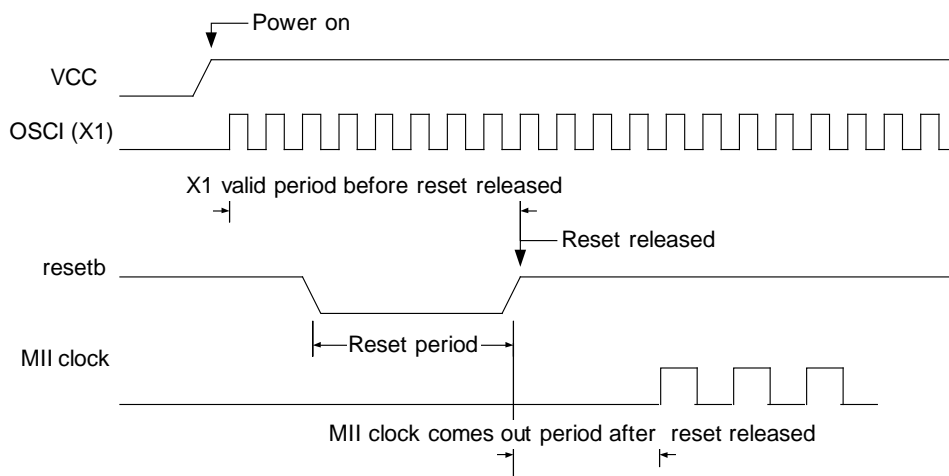 Power on
VCC
OSCI (X1)
X1 valid period before reset released
Reset released
resetb
Reset period
MII clock
MII clock comes out period after reset released